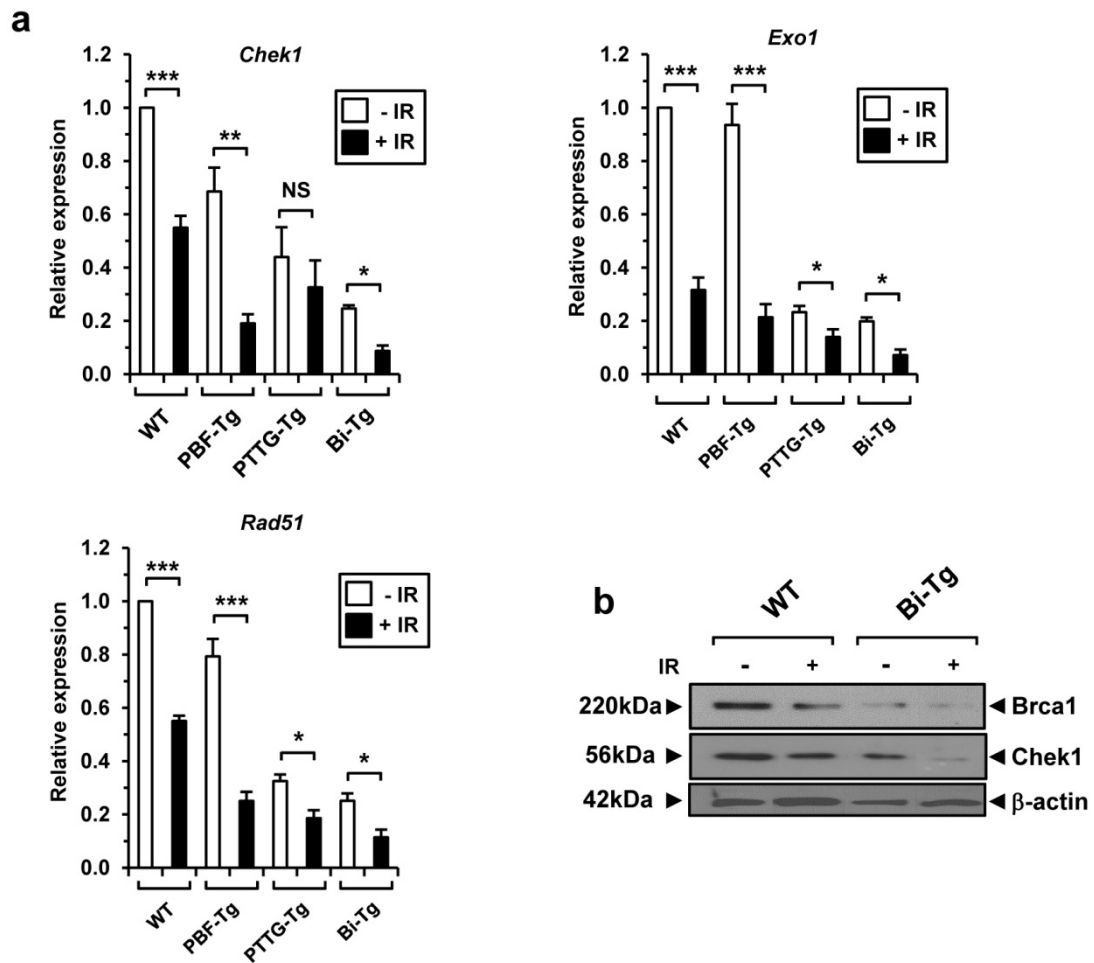 a
Chek1
1.2
1.0
0.8
0.6
0.4
0.2
0.0
Relative expression
***
**
NS
*
- IR
+ IR
WT
PBF-Tg
PTTG-Tg
Bi-Tg
Exo1
1.2
1.0
0.8
0.6
0.4
0.2
0.0
Relative expression
***
***
*
*
- IR
+ IR
WT
PBF-Tg
PTTG-Tg
Bi-Tg
Rad51
1.2
1.0
0.8
0.6
0.4
0.2
0.0
Relative expression
***
***
*
*
- IR
+ IR
WT
PBF-Tg
PTTG-Tg
Bi-Tg
b
WT Bi-Tg
IR - + - +
220kDa ► ◄ Brca1
56kDa ► ◄ Chek1
42kDa ► ◄ β-actin